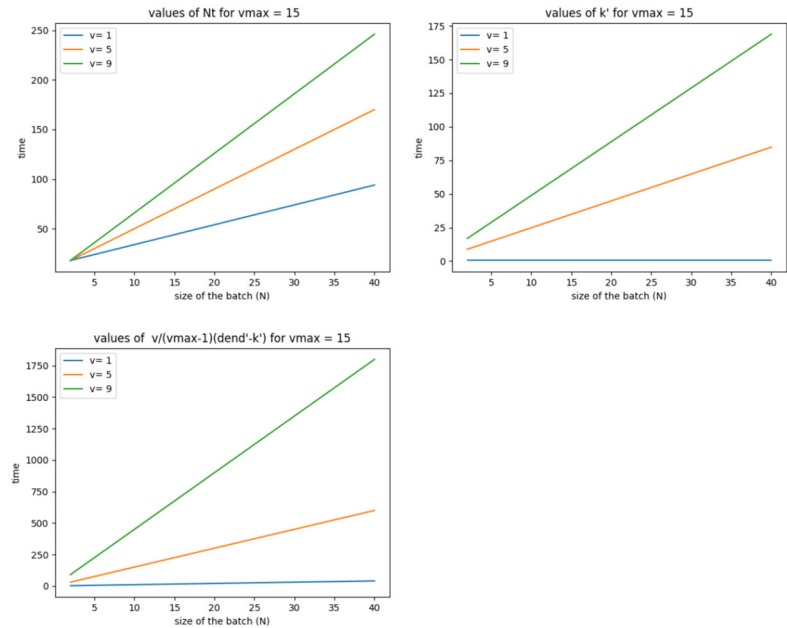 values of Nt for vmax = 15
v= 1
v= 5
v= 9
250
200
150
100
50
time
5 10 15 20 25 30 35 40
size of the batch (N)
values of k' for vmax = 15
v= 1
v= 5
v= 9
175
150
125
100
75
50
25
0
time
5 10 15 20 25 30 35 40
size of the batch (N)
values of v/(vmax-1)(dend'-k') for vmax = 15
v= 1
v= 5
v= 9
1750
1500
1250
1000
750
500
250
0
time
5 10 15 20 25 30 35 40
size of the batch (N)